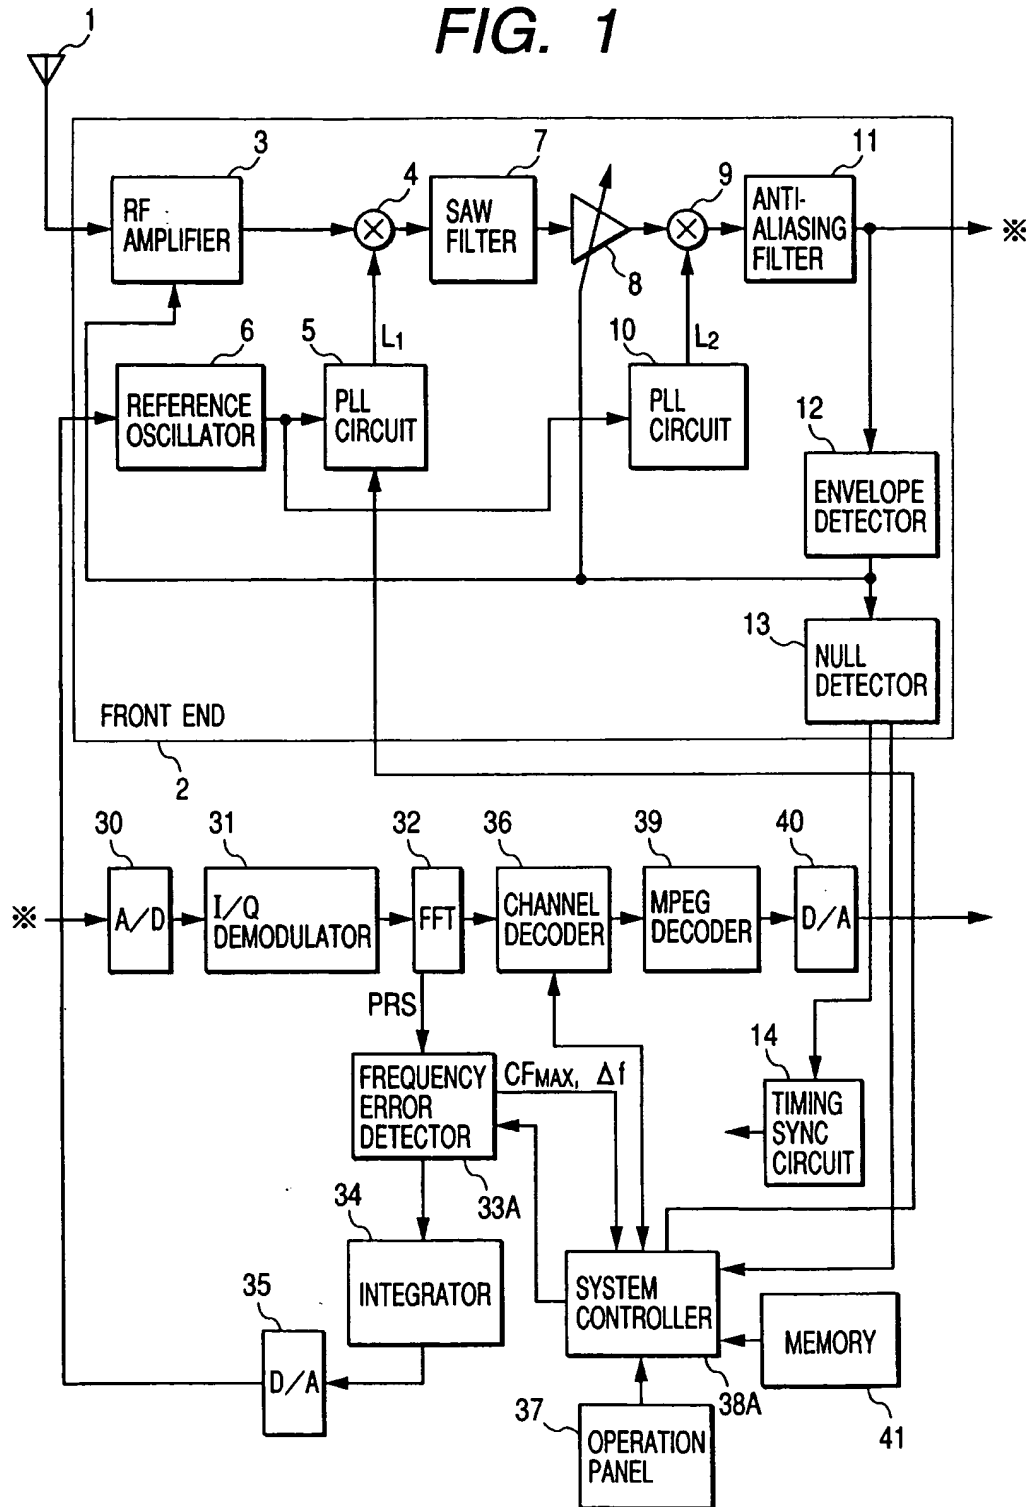 FIG. 1
1
3
RF
AMPLIFIER
4
7
SAW
FILTER
8
9
11
ANTI-
ALIASING
FILTER
※
6
REFERENCE
OSCILLATOR
5
PLL
CIRCUIT
L1
10
PLL
CIRCUIT
L2
12
ENVELOPE
DETECTOR
13
NULL
DETECTOR
FRONT END
2
※
30
A/D
31
I/Q
DEMODULATOR
32
FFT
36
CHANNEL
DECODER
39
MPEG
DECODER
40
D/A
PRS
FREQUENCY
ERROR
DETECTOR
33A
CFMAX, Δf
14
TIMING
SYNC
CIRCUIT
34
INTEGRATOR
35
D/A
SYSTEM
CONTROLLER
38A
MEMORY
41
37
OPERATION
PANEL